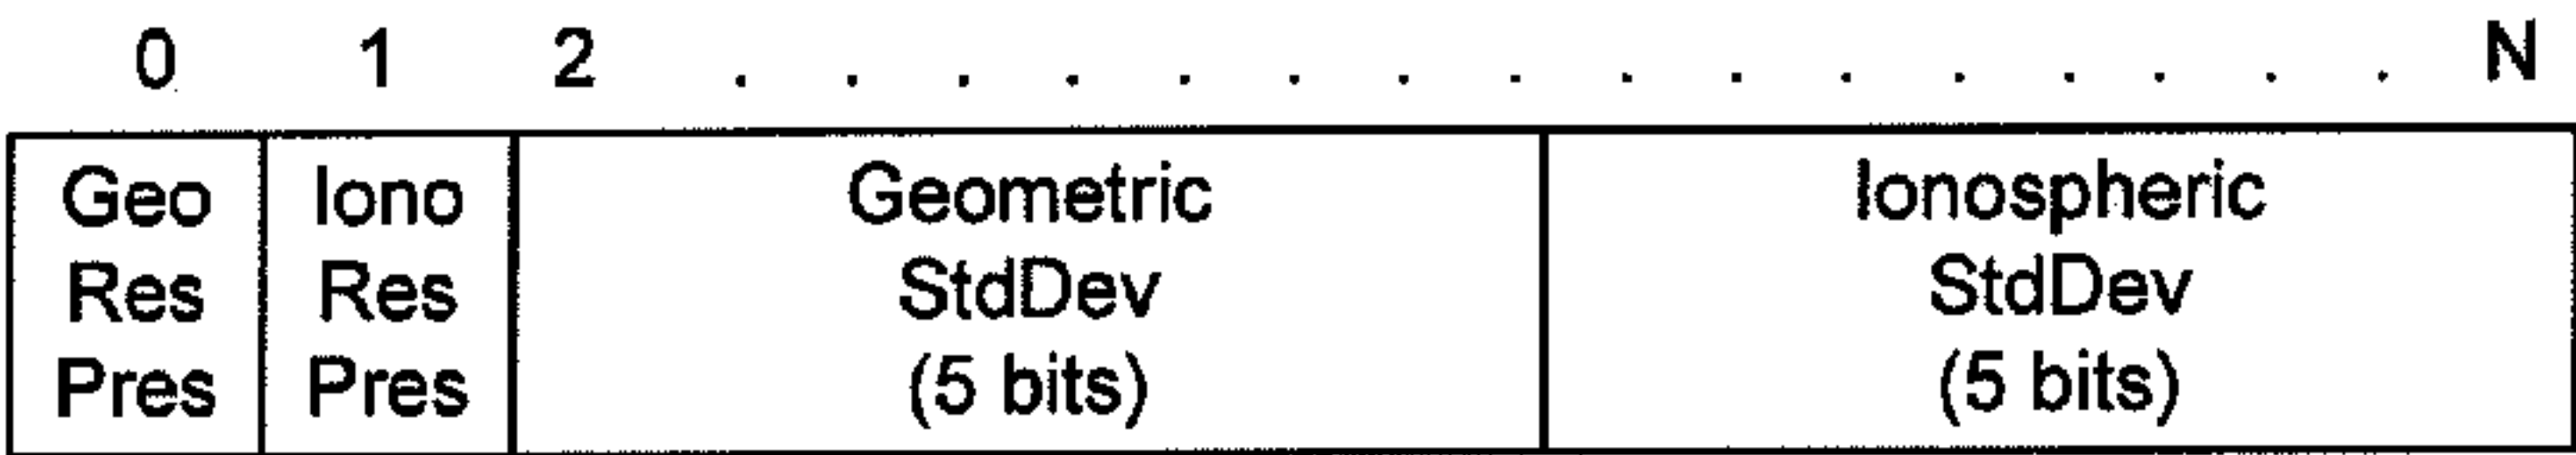 0 1 2 . . . . . . . . . . . . . . . . N
Geo Iono Geometric Ionospheric
Res Res StdDev StdDev
Pres Pres (5 bits) (5 bits)